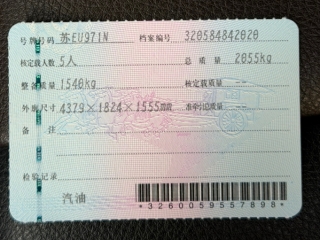 号牌号码 苏EU971N 档案编号 320584842020
核定载人数 5人 总质量 2055kg
整备质量 1540kg 核定载质量 --
外廓尺寸 4379×1824×1555mm 准牵引总质量 --
备注
检验记录
汽油
*3260059557898*